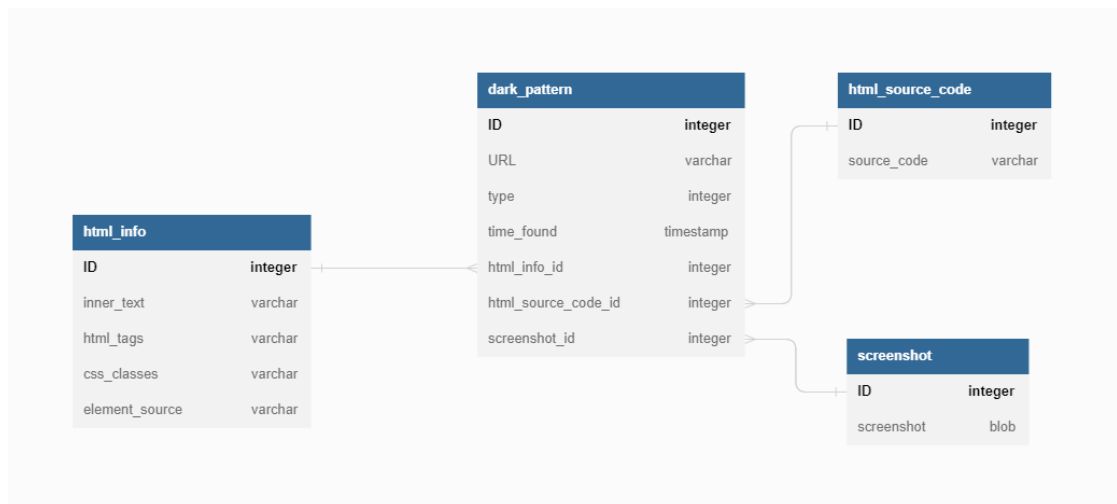 dark_pattern
ID integer
URL varchar
type integer
time_found timestamp
html_info_id integer
html_source_code_id integer
screenshot_id integer
html_source_code
ID integer
source_code varchar
html_info
ID integer
inner_text varchar
html_tags varchar
css_classes varchar
element_source varchar
screenshot
ID integer
screenshot blob